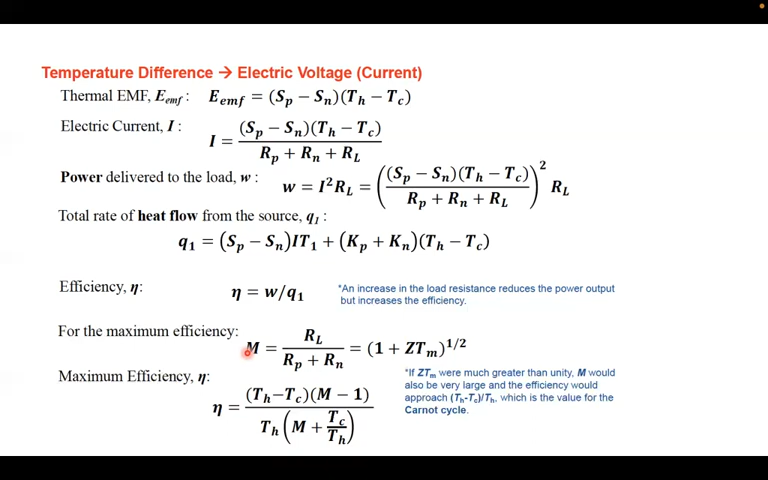 Temperature Difference → Electric Voltage (Current)
Thermal EMF, E_emf : E_emf = (S_p − S_n)(T_h − T_c)
Electric Current, I : I = (S_p − S_n)(T_h − T_c) / (R_p + R_n + R_L)
Power delivered to the load, w : w = I²R_L = ((S_p − S_n)(T_h − T_c) / (R_p + R_n + R_L))² R_L
Total rate of heat flow from the source, q_1 :
q_1 = (S_p − S_n)IT_1 + (K_p + K_n)(T_h − T_c)
Efficiency, η: η = w/q_1
*An increase in the load resistance reduces the power output
but increases the efficiency.
For the maximum efficiency: M = R_L / (R_p + R_n) = (1 + ZT_m)^1/2
Maximum Efficiency, η: η = (T_h−T_c)(M − 1) / (T_h (M + T_c/T_h))
*If ZT_m were much greater than unity, M would
also be very large and the efficiency would
approach (T_h-T_c)/T_h, which is the value for the
Carnot cycle.